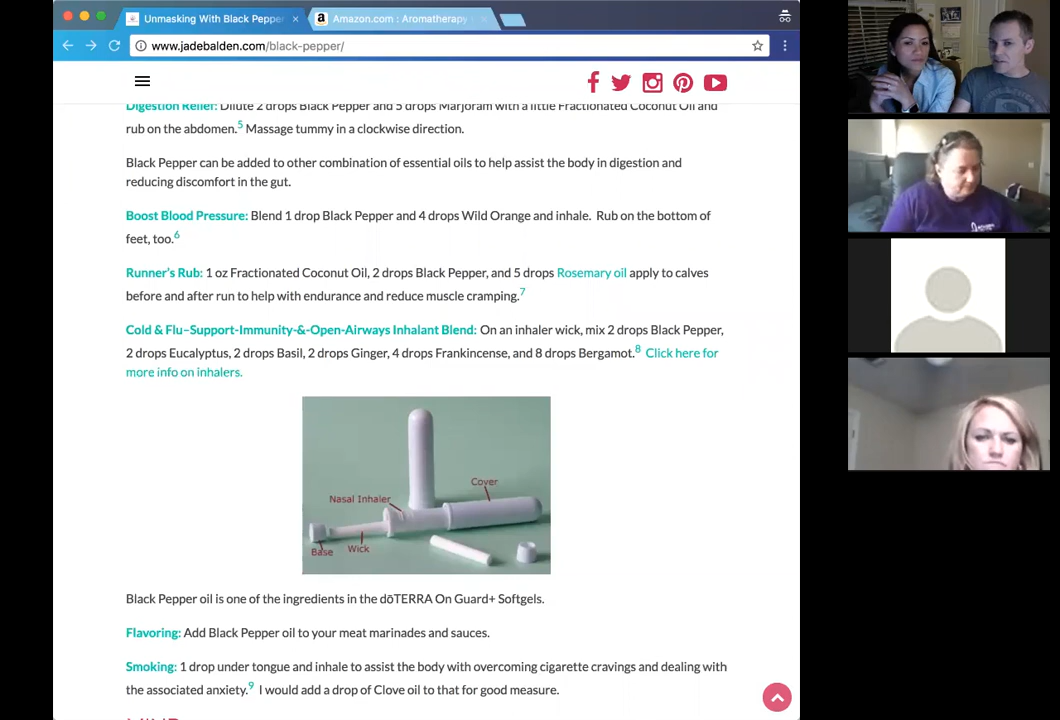 Unmasking With Black Pepper
Amazon.com : Aromatherapy
www.jadebalden.com/black-pepper/
Digestion Relief: Dilute 2 drops Black Pepper and 5 drops Marjoram with a little Fractionated Coconut Oil and
rub on the abdomen.5 Massage tummy in a clockwise direction.
Black Pepper can be added to other combination of essential oils to help assist the body in digestion and
reducing discomfort in the gut.
Boost Blood Pressure: Blend 1 drop Black Pepper and 4 drops Wild Orange and inhale. Rub on the bottom of
feet, too.6
Runner's Rub: 1 oz Fractionated Coconut Oil, 2 drops Black Pepper, and 5 drops Rosemary oil apply to calves
before and after run to help with endurance and reduce muscle cramping.7
Cold & Flu–Support-Immunity-&-Open-Airways Inhalant Blend: On an inhaler wick, mix 2 drops Black Pepper,
2 drops Eucalyptus, 2 drops Basil, 2 drops Ginger, 4 drops Frankincense, and 8 drops Bergamot.8 Click here for
more info on inhalers.
Cover
Nasal Inhaler
Base
Wick
Black Pepper oil is one of the ingredients in the dōTERRA On Guard+ Softgels.
Flavoring: Add Black Pepper oil to your meat marinades and sauces.
Smoking: 1 drop under tongue and inhale to assist the body with overcoming cigarette cravings and dealing with
the associated anxiety.9 I would add a drop of Clove oil to that for good measure.